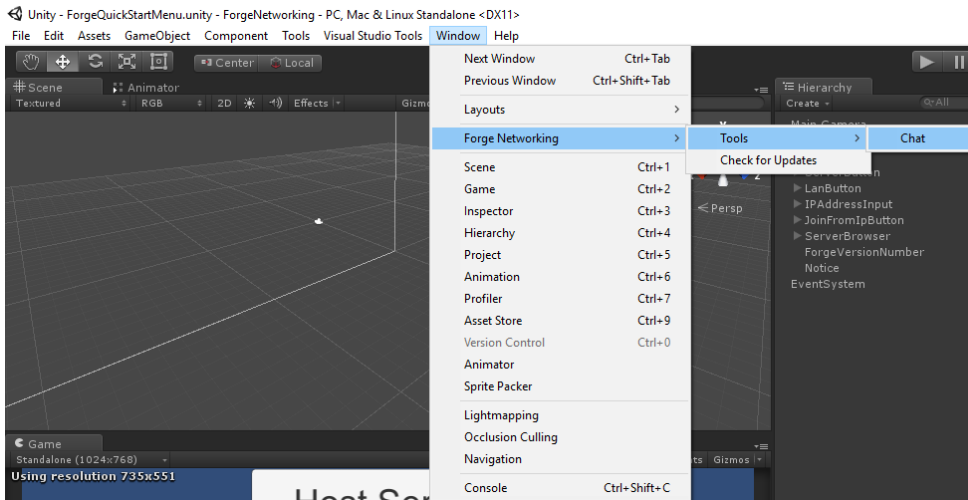 Unity - ForgeQuickStartMenu.unity - ForgeNetworking - PC, Mac & Linux Standalone <DX11>
File Edit Assets GameObject Component Tools Visual Studio Tools Window Help
Center Local
Scene Animator
Textured RGB 2D Effects
Persp
Next Window Ctrl+Tab
Previous Window Ctrl+Shift+Tab
Layouts
Forge Networking
Scene Ctrl+1
Game Ctrl+2
Inspector Ctrl+3
Hierarchy Ctrl+4
Project Ctrl+5
Animation Ctrl+6
Profiler Ctrl+7
Asset Store Ctrl+9
Version Control Ctrl+0
Animator
Sprite Packer
Lightmapping
Occlusion Culling
Navigation
Console Ctrl+Shift+C
Tools
Check for Updates
Chat
Hierarchy
Create All
Main Camera
LanButton
IPAddressInput
JoinFromIpButton
ServerBrowser
ForgeVersionNumber
Notice
EventSystem
Game
Standalone (1024x768)
Gizmos
Using resolution 735x551
Host